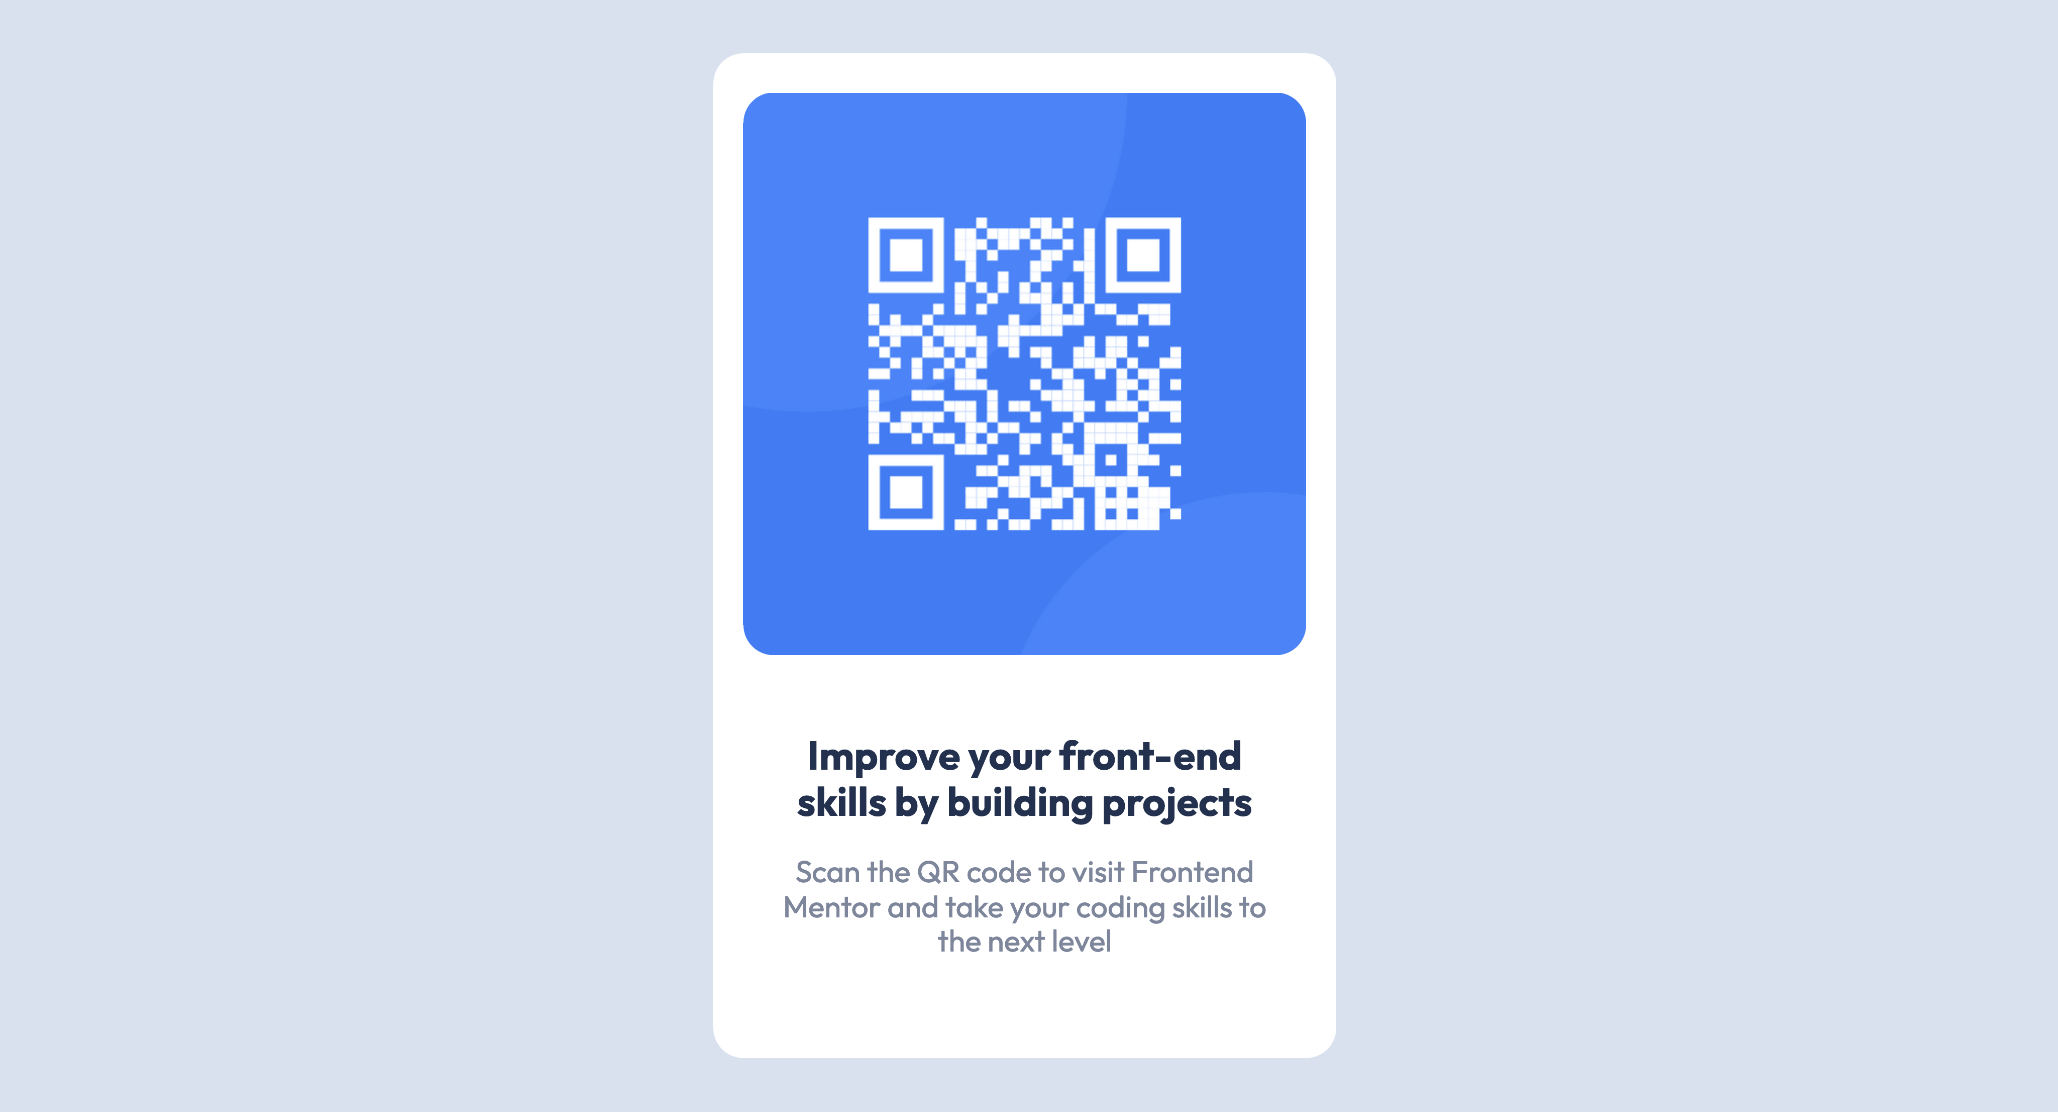 Improve your front-end
skills by building projects
Scan the QR code to visit Frontend
Mentor and take your coding skills to
the next level